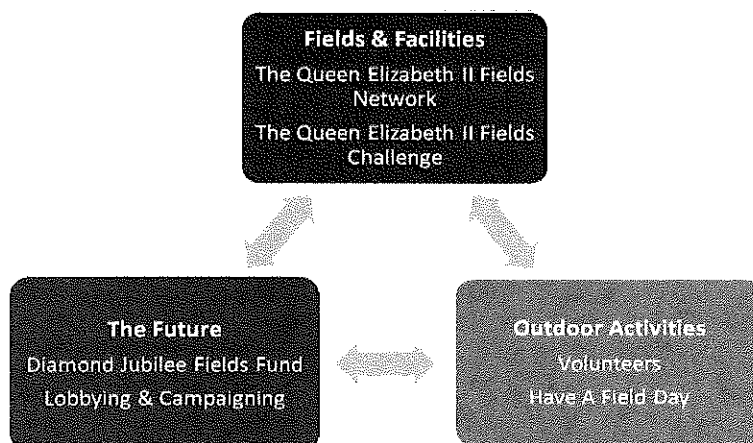 Fields & Facilities
The Queen Elizabeth II Fields
Network
The Queen Elizabeth II Fields
Challenge
The Future
Diamond Jubilee Fields Fund
Lobbying & Campaigning
Outdoor Activities
Volunteers
Have A Field Day